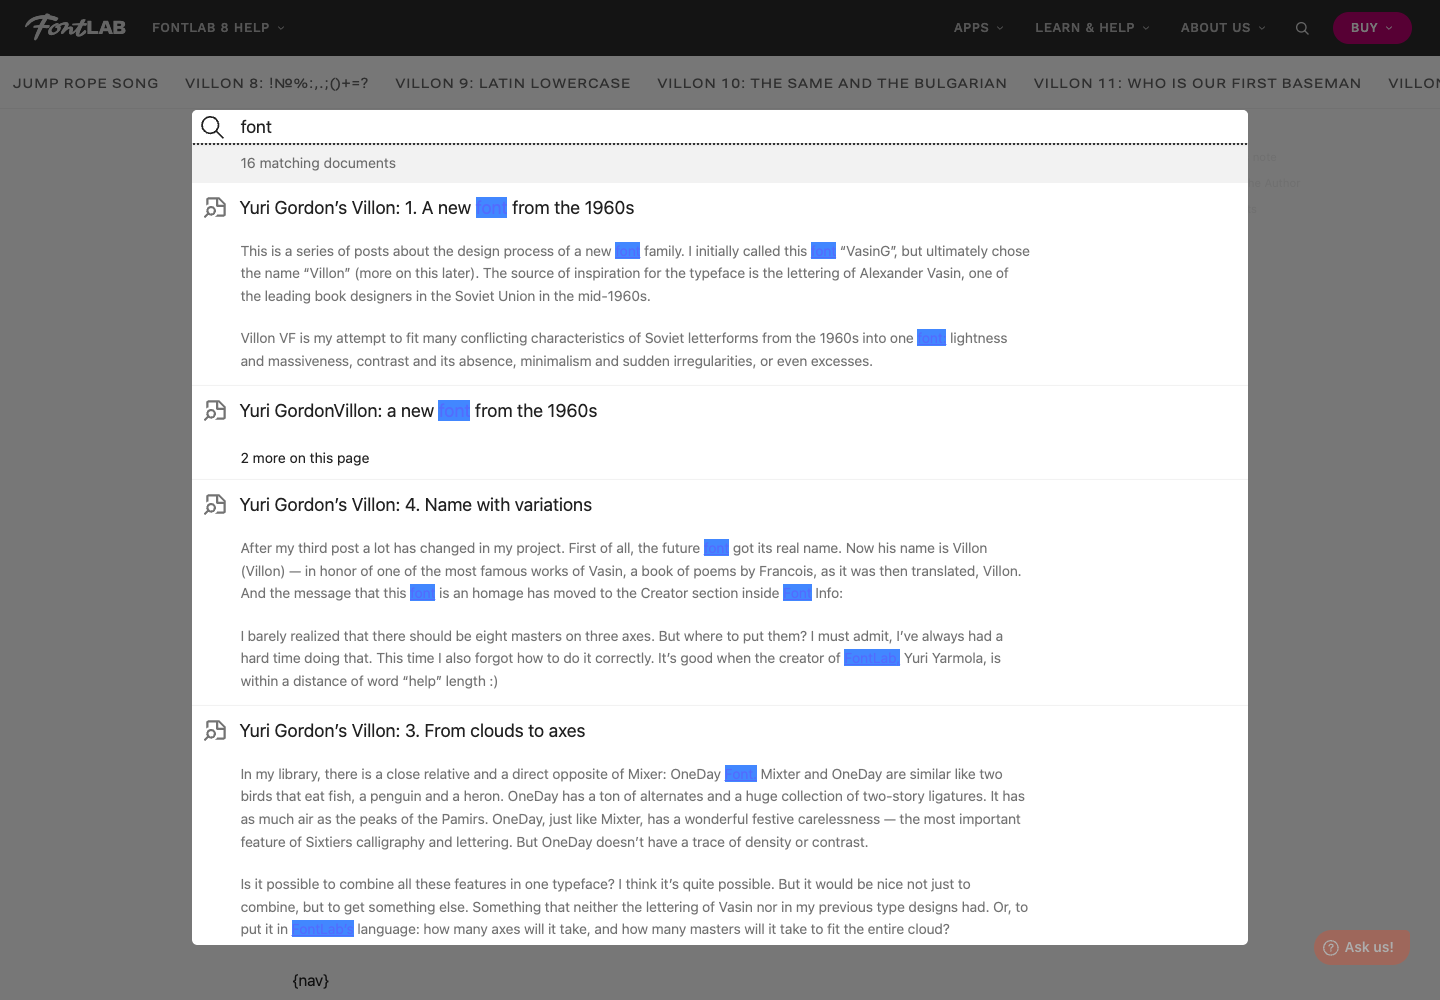 FontLAB
FONTLAB 8 HELP
APPS
LEARN & HELP
ABOUT US
BUY
JUMP ROPE SONG
VILLON 8: !№%:,.;()+=?
VILLON 9: LATIN LOWERCASE
VILLON 10: THE SAME AND THE BULGARIAN
VILLON 11: WHO IS OUR FIRST BASEMAN
VILLON
font
16 matching documents
Yuri Gordon’s Villon: 1. A new font from the 1960s
This is a series of posts about the design process of a new font family. I initially called this font “VasinG”, but ultimately chose
the name “Villon” (more on this later). The source of inspiration for the typeface is the lettering of Alexander Vasin, one of
the leading book designers in the Soviet Union in the mid-1960s.
Villon VF is my attempt to fit many conflicting characteristics of Soviet letterforms from the 1960s into one font: lightness
and massiveness, contrast and its absence, minimalism and sudden irregularities, or even excesses.
Yuri GordonVillon: a new font from the 1960s
2 more on this page
Yuri Gordon’s Villon: 4. Name with variations
After my third post a lot has changed in my project. First of all, the future font got its real name. Now his name is Villon
(Villon) — in honor of one of the most famous works of Vasin, a book of poems by Francois, as it was then translated, Villon.
And the message that this font is an homage has moved to the Creator section inside Font Info:
I barely realized that there should be eight masters on three axes. But where to put them? I must admit, I’ve always had a
hard time doing that. This time I also forgot how to do it correctly. It’s good when the creator of FontLab, Yuri Yarmola, is
within a distance of word “help” length :)
Yuri Gordon’s Villon: 3. From clouds to axes
In my library, there is a close relative and a direct opposite of Mixer: OneDay Font. Mixter and OneDay are similar like two
birds that eat fish, a penguin and a heron. OneDay has a ton of alternates and a huge collection of two-story ligatures. It has
as much air as the peaks of the Pamirs. OneDay, just like Mixter, has a wonderful festive carelessness — the most important
feature of Sixtiers calligraphy and lettering. But OneDay doesn’t have a trace of density or contrast.
Is it possible to combine all these features in one typeface? I think it’s quite possible. But it would be nice not just to
combine, but to get something else. Something that neither the lettering of Vasin nor in my previous type designs had. Or, to
put it in FontLab’s language: how many axes will it take, and how many masters will it take to fit the entire cloud?
Ask us!
{nav}